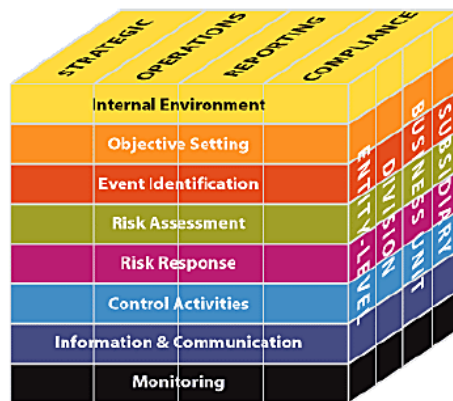 STRATEGIC
OPERATIONS
REPORTING
COMPLIANCE
Internal Environment
Objective Setting
Event Identification
Risk Assessment
Risk Response
Control Activities
Information & Communication
Monitoring
ENTITY-LEVEL
DIVISION
BUSINESS UNIT
SUBSIDIARY